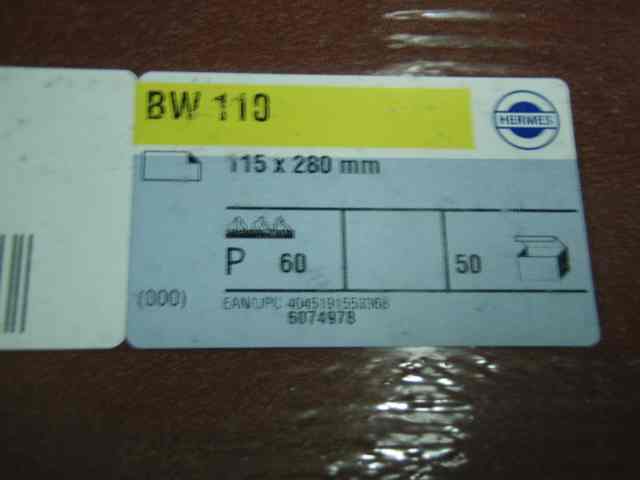 BW 110
HERMES
115 x 280 mm
P 60
50
(000)
EAN/UPC 4045191559368
6074978